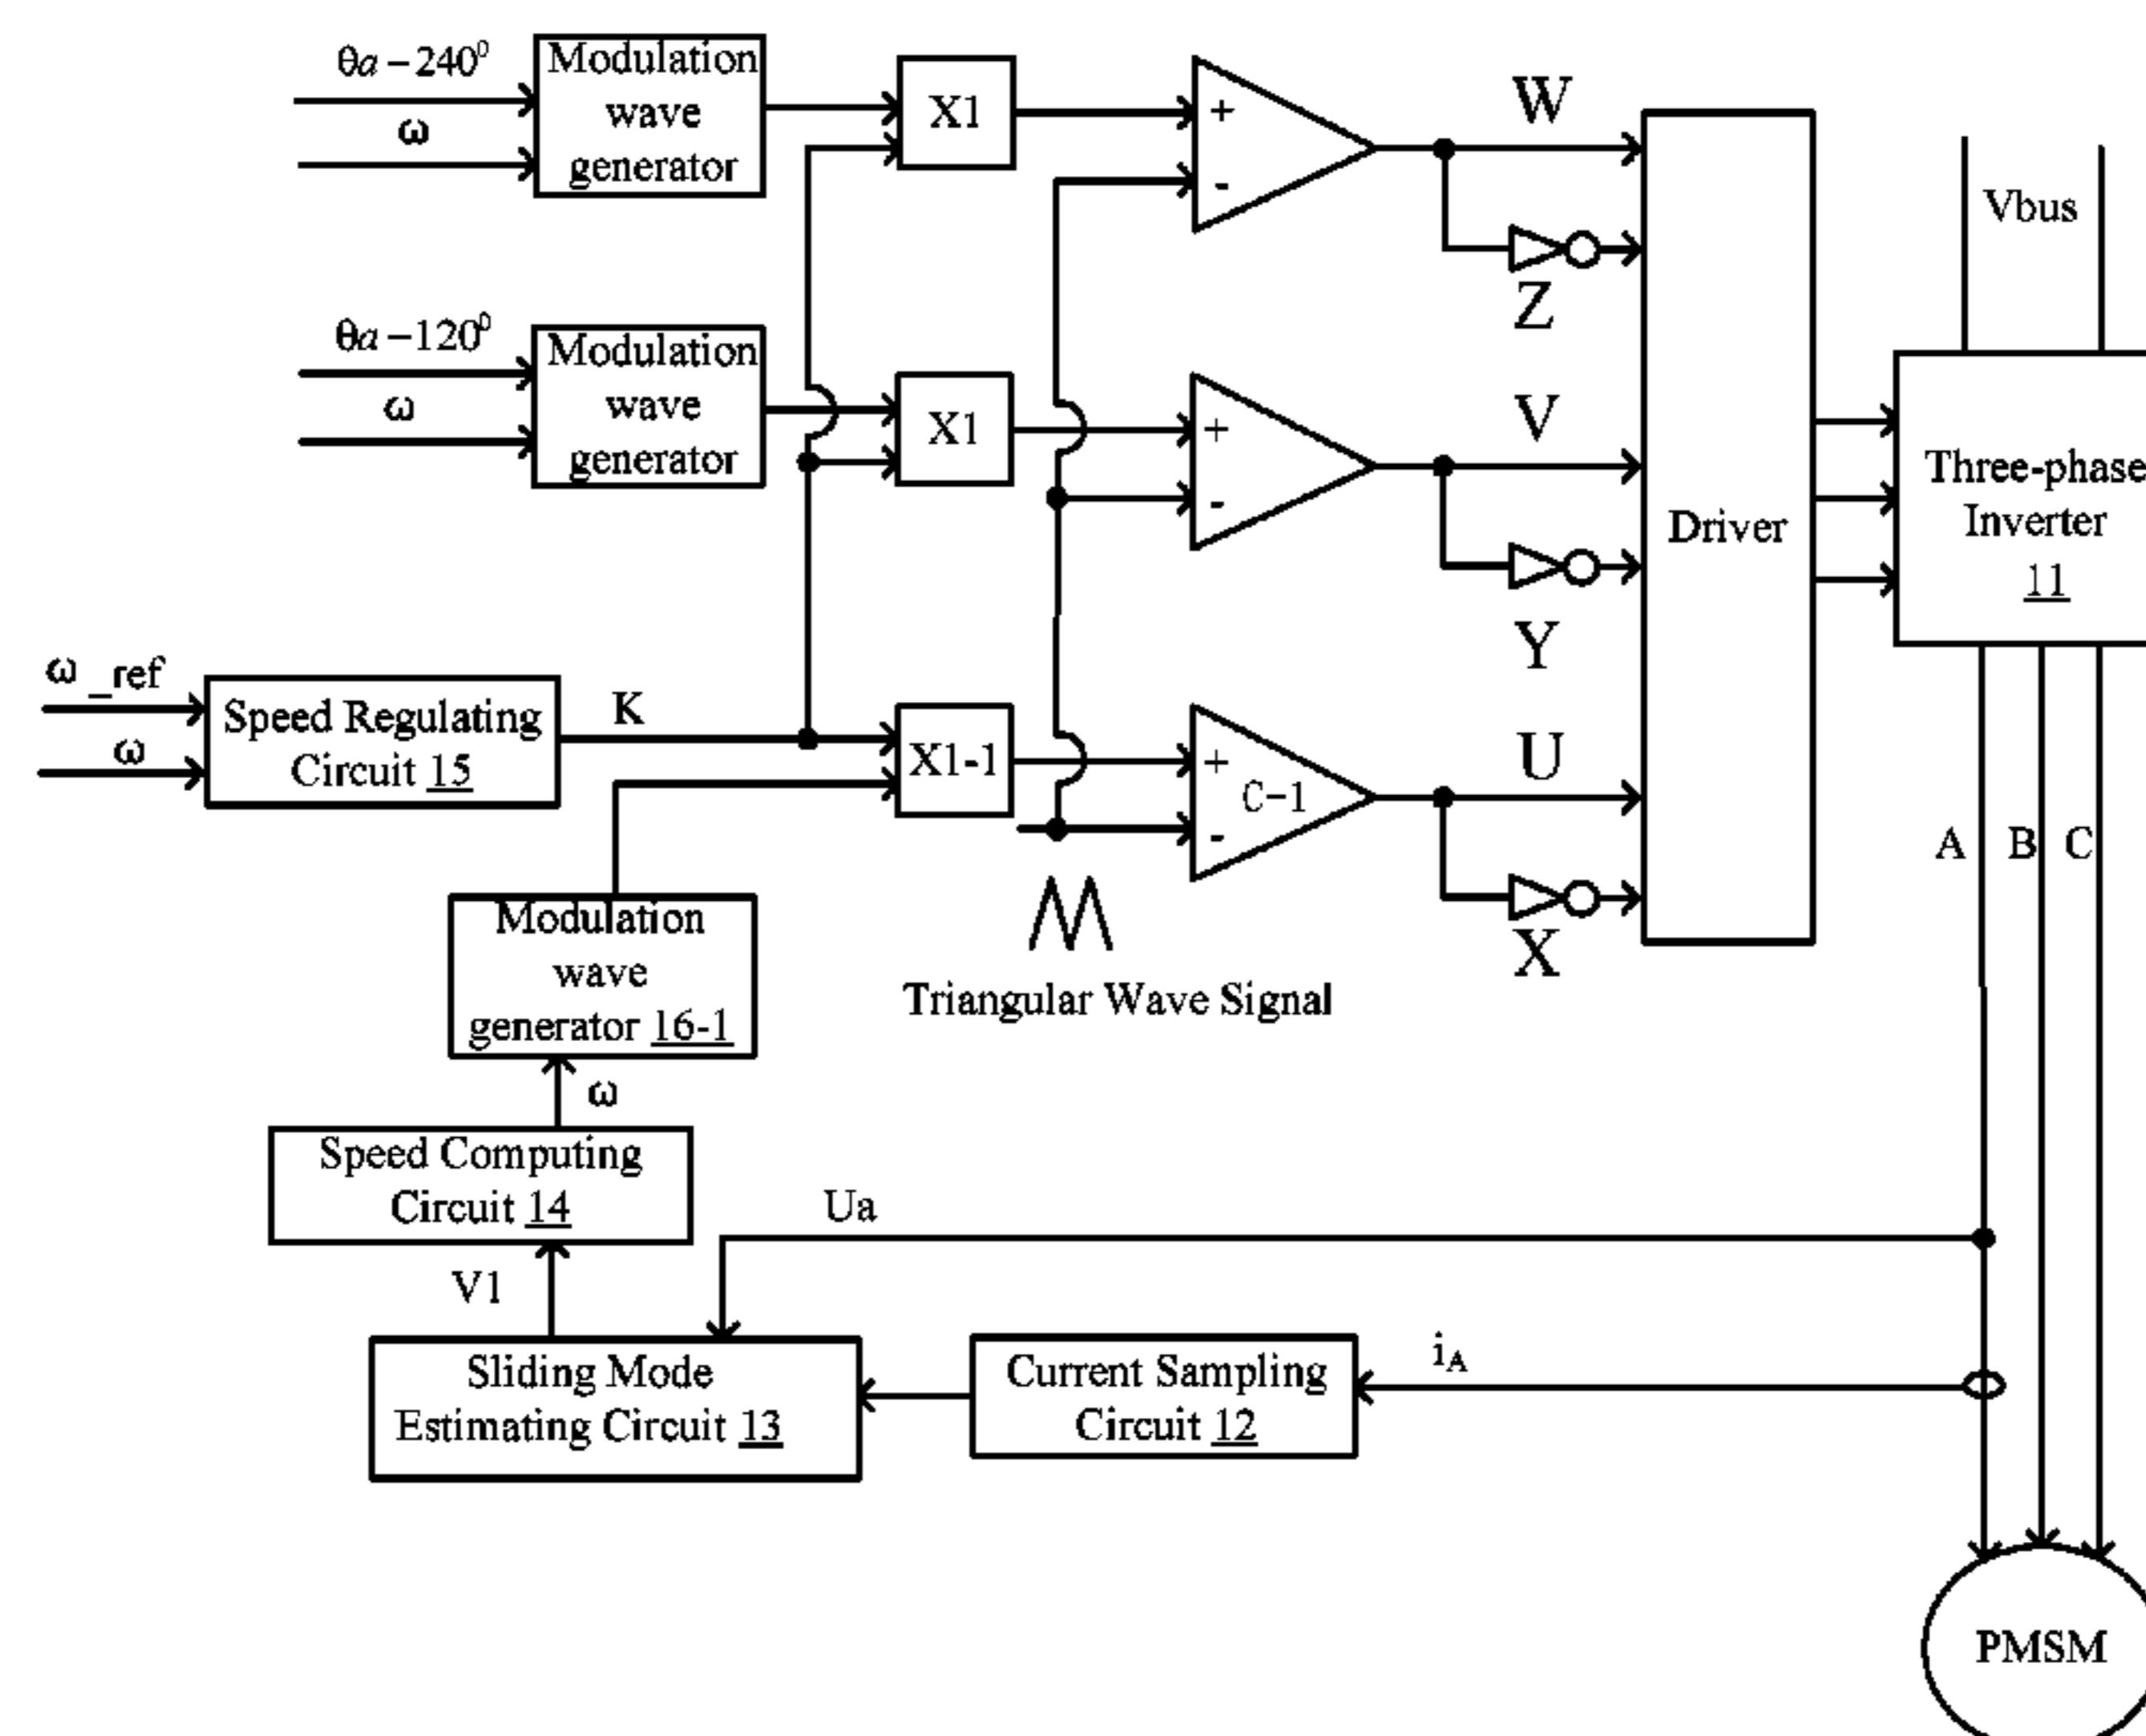 θa −240⁰
ω
Modulation
wave
generator
X1
+
-
W
Z
Vbus
θa −120⁰
ω
Modulation
wave
generator
X1
+
-
V
Y
Driver
Three-phase
Inverter
11
ω _ref
ω
Speed Regulating
Circuit 15
K
X1-1
+
C-1
-
U
X
A B C
Modulation
wave
generator 16-1
Triangular Wave Signal
ω
Speed Computing
Circuit 14
Ua
V1
Sliding Mode
Estimating Circuit 13
Current Sampling
Circuit 12
iA
PMSM